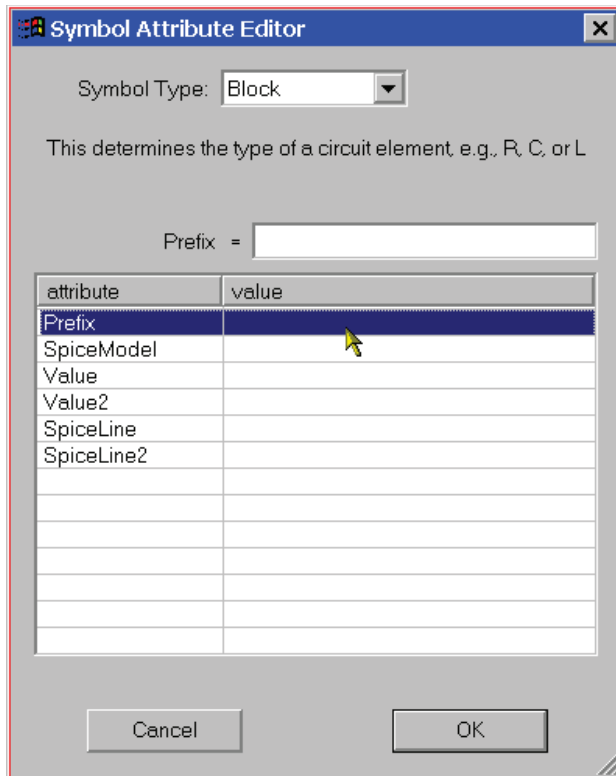 Symbol Attribute Editor
Symbol Type: Block
This determines the type of a circuit element, e.g., R, C, or L
Prefix =
attribute value
Prefix
SpiceModel
Value
Value2
SpiceLine
SpiceLine2
Cancel OK